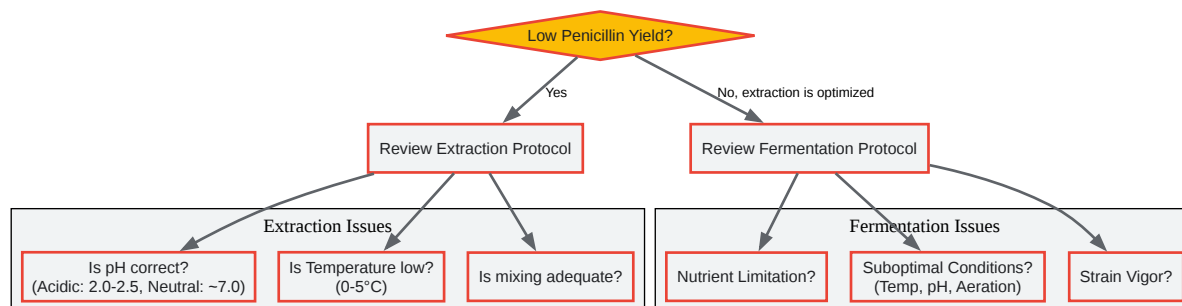 Low Penicillin Yield?
Yes
No, extraction is optimized
Review Extraction Protocol
Review Fermentation Protocol
Extraction Issues
Fermentation Issues
Is pH correct?
(Acidic: 2.0-2.5, Neutral: ~7.0)
Is Temperature low?
(0-5°C)
Is mixing adequate?
Nutrient Limitation?
Suboptimal Conditions?
(Temp, pH, Aeration)
Strain Vigor?